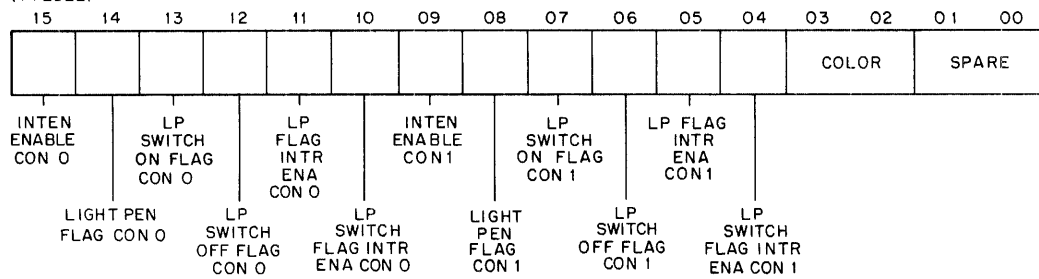 15 14 13 12 11 10 09 08 07 06 05 04 03 02 01 00
COLOR SPARE
INTEN
ENABLE
CON 0
LIGHT PEN
FLAG CON 0
LP
SWITCH
ON FLAG
CON 0
LP
SWITCH
OFF FLAG
CON 0
LP
FLAG
INTR
ENA
CON 0
LP
SWITCH
FLAG INTR
ENA CON 0
INTEN
ENABLE
CON 1
LIGHT
PEN
FLAG
CON 1
LP
SWITCH
ON FLAG
CON 1
LP
SWITCH
OFF FLAG
CON 1
LP FLAG
INTR
ENA
CON 1
LP
SWITCH
FLAG INTR
ENA CON 1